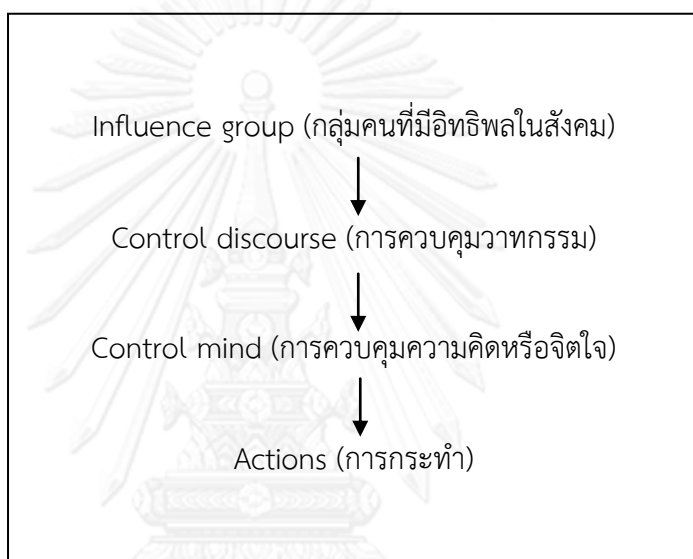 Influence group (กลุ่มคนที่มีอิทธิพลในสังคม)
Control discourse (การควบคุมวาทกรรม)
Control mind (การควบคุมความคิดหรือจิตใจ)
Actions (การกระทำ)